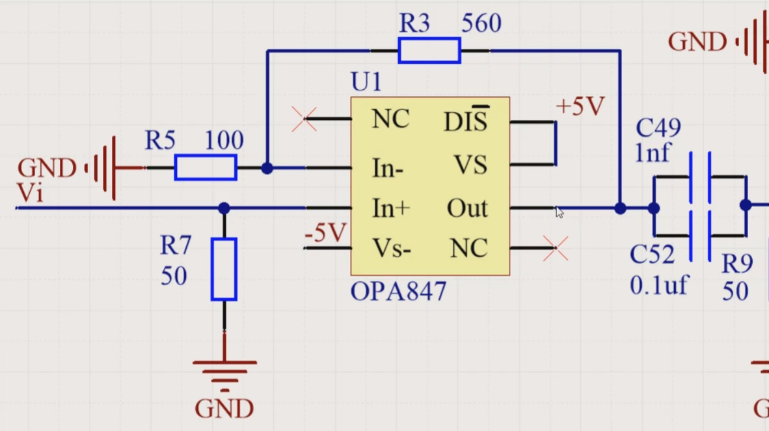 R3 560
GND
U1
+5V
NC
DIS
C49
1nf
R5 100
GND
In-
VS
Vi
In+
Out
R7
50
-5V
Vs-
NC
C52
0.1uf
R9
50
OPA847
GND
G